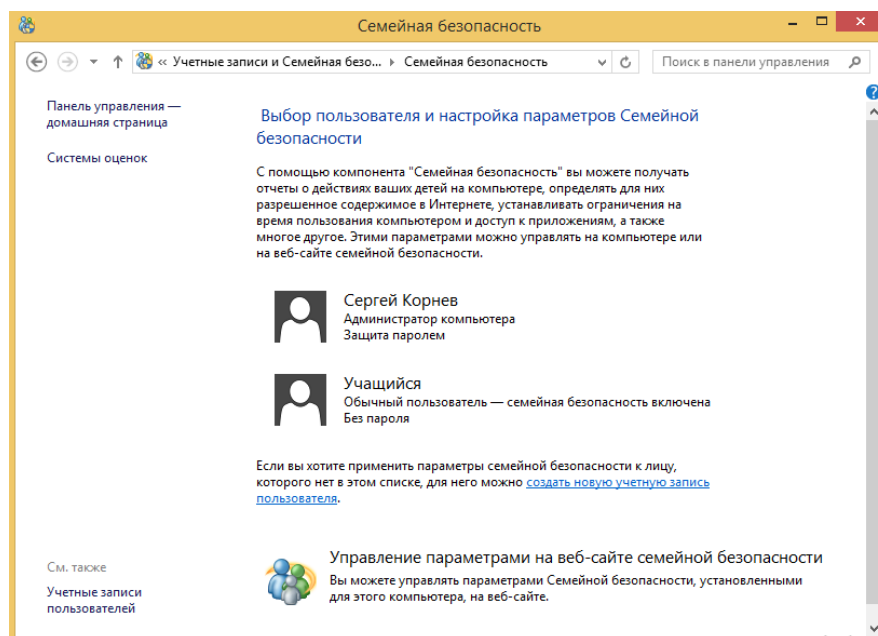 Семейная безопасность
« Учетные записи и Семейная безо... Семейная безопасность
Поиск в панели управления
Панель управления —
домашняя страница
Системы оценок
Выбор пользователя и настройка параметров Семейной
безопасности
С помощью компонента "Семейная безопасность" вы можете получать
отчеты о действиях ваших детей на компьютере, определять для них
разрешенное содержимое в Интернете, устанавливать ограничения на
время пользования компьютером и доступ к приложениям, а также
многое другое. Этими параметрами можно управлять на компьютере или
на веб-сайте семейной безопасности.
Сергей Корнев
Администратор компьютера
Защита паролем
Учащийся
Обычный пользователь — семейная безопасность включена
Без пароля
Если вы хотите применить параметры семейной безопасности к лицу,
которого нет в этом списке, для него можно создать новую учетную запись
пользователя.
См. также
Учетные записи
пользователей
Управление параметрами на веб-сайте семейной безопасности
Вы можете управлять параметрами Семейной безопасности, установленными
для этого компьютера, на веб-сайте.